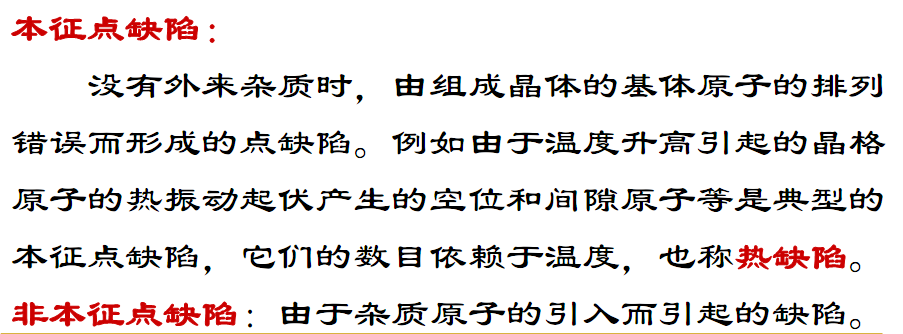 本征点缺陷：
没有外来杂质时，由组成晶体的基体原子的排列
错误而形成的点缺陷。例如由于温度升高引起的晶格
原子的热振动起伏产生的空位和间隙原子等是典型的
本征点缺陷，它们的数目依赖于温度，也称热缺陷。
非本征点缺陷：由于杂质原子的引入而引起的缺陷。